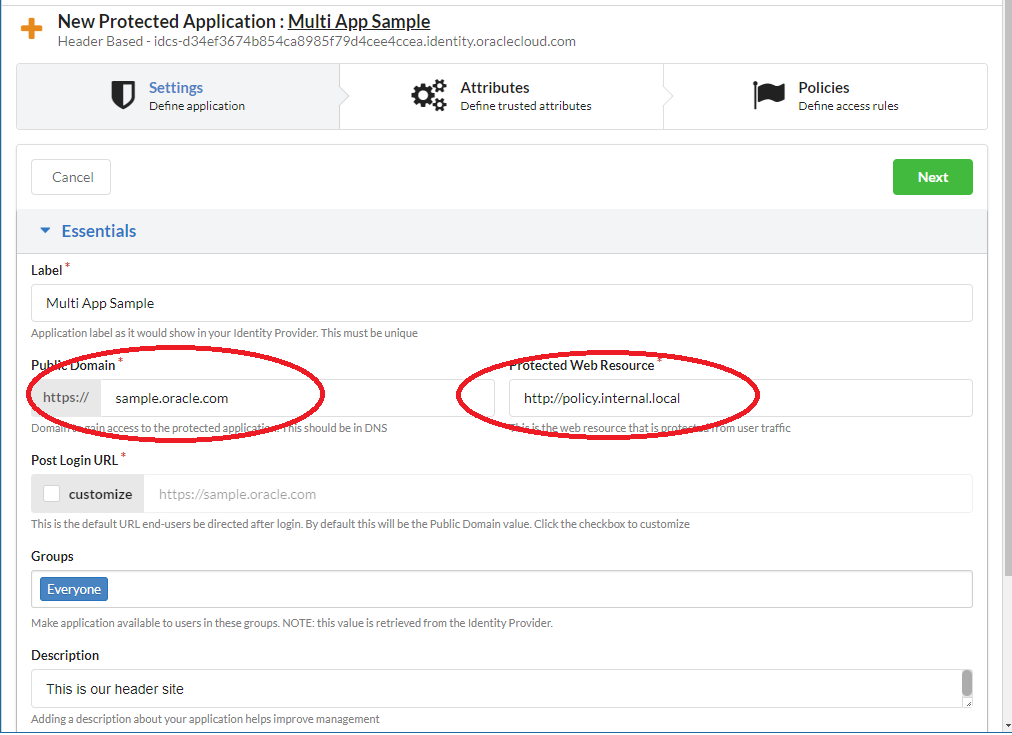 New Protected Application : Multi App Sample
Header Based - idcs-d34ef3674b854ca8985f79d4cee4ccea.identity.oraclecloud.com
Settings
Define application
Attributes
Define trusted attributes
Policies
Define access rules
Cancel
Next
Essentials
Label *
Multi App Sample
Application label as it would show in your Identity Provider. This must be unique
Public Domain *
https:// sample.oracle.com
Domain to gain access to the protected application. This should be in DNS
Protected Web Resource *
http://policy.internal.local
This is the web resource that is protected from user traffic
Post Login URL *
customize https://sample.oracle.com
This is the default URL end-users be directed after login. By default this will be the Public Domain value. Click the checkbox to customize
Groups
Everyone
Make application available to users in these groups. NOTE: this value is retrieved from the Identity Provider.
Description
This is our header site
Adding a description about your application helps improve management